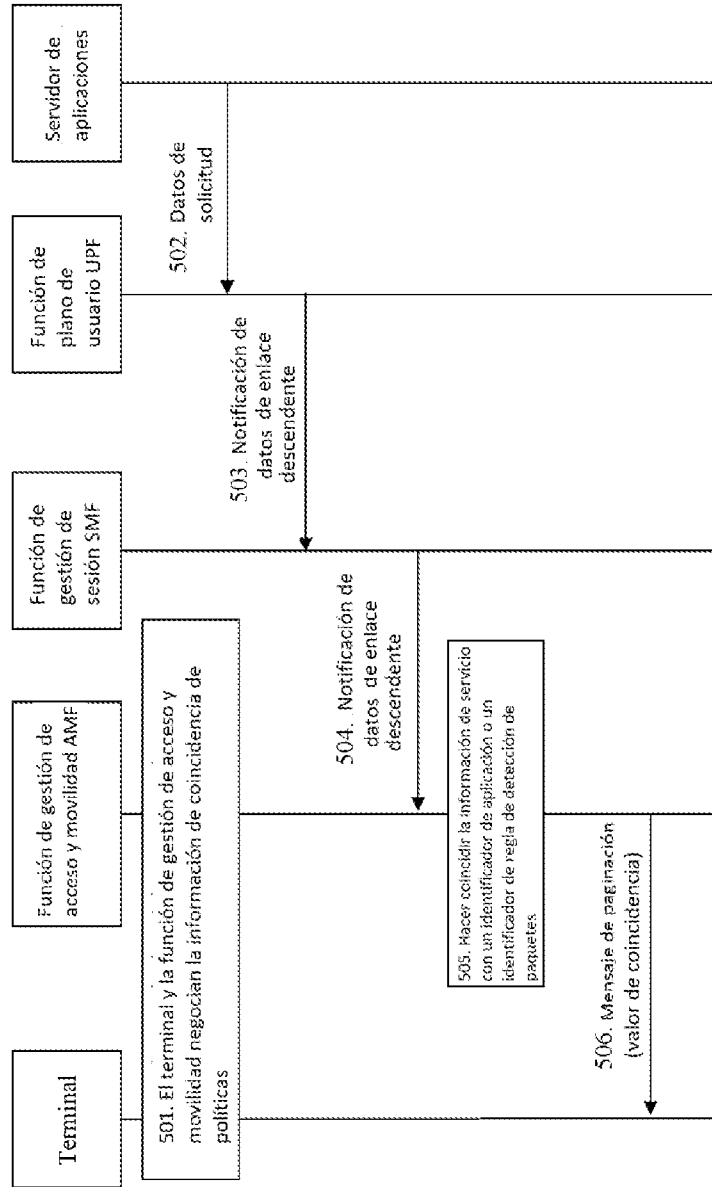 Terminal
Función de gestión de
acceso y movilidad AMF
Función de
gestión de
sesión SMF
Función de
plano de
usuario UPF
Servidor de
aplicaciones
501. El terminal y la función de gestión de acceso y
movilidad negocian la información de coincidencia de
políticas
502. Datos de
solicitud
503. Notificación de
datos de enlace
descendente
504. Notificación de
datos de enlace
descendente
505. Hacer coincidir la información de servicio
con un identificador de aplicación o un
identificador de regla de detección de
paquetes
506. Mensaje de paginación
(valor de coincidencia)